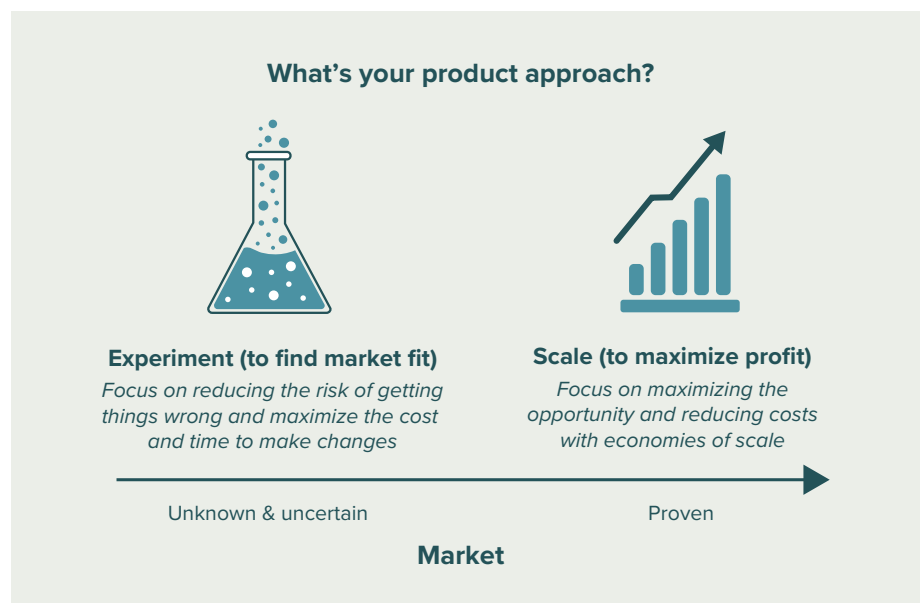 What's your product approach?
Experiment (to find market fit)
Focus on reducing the risk of getting
things wrong and maximize the cost
and time to make changes
Scale (to maximize profit)
Focus on maximizing the
opportunity and reducing costs
with economies of scale
Unknown & uncertain
Proven
Market